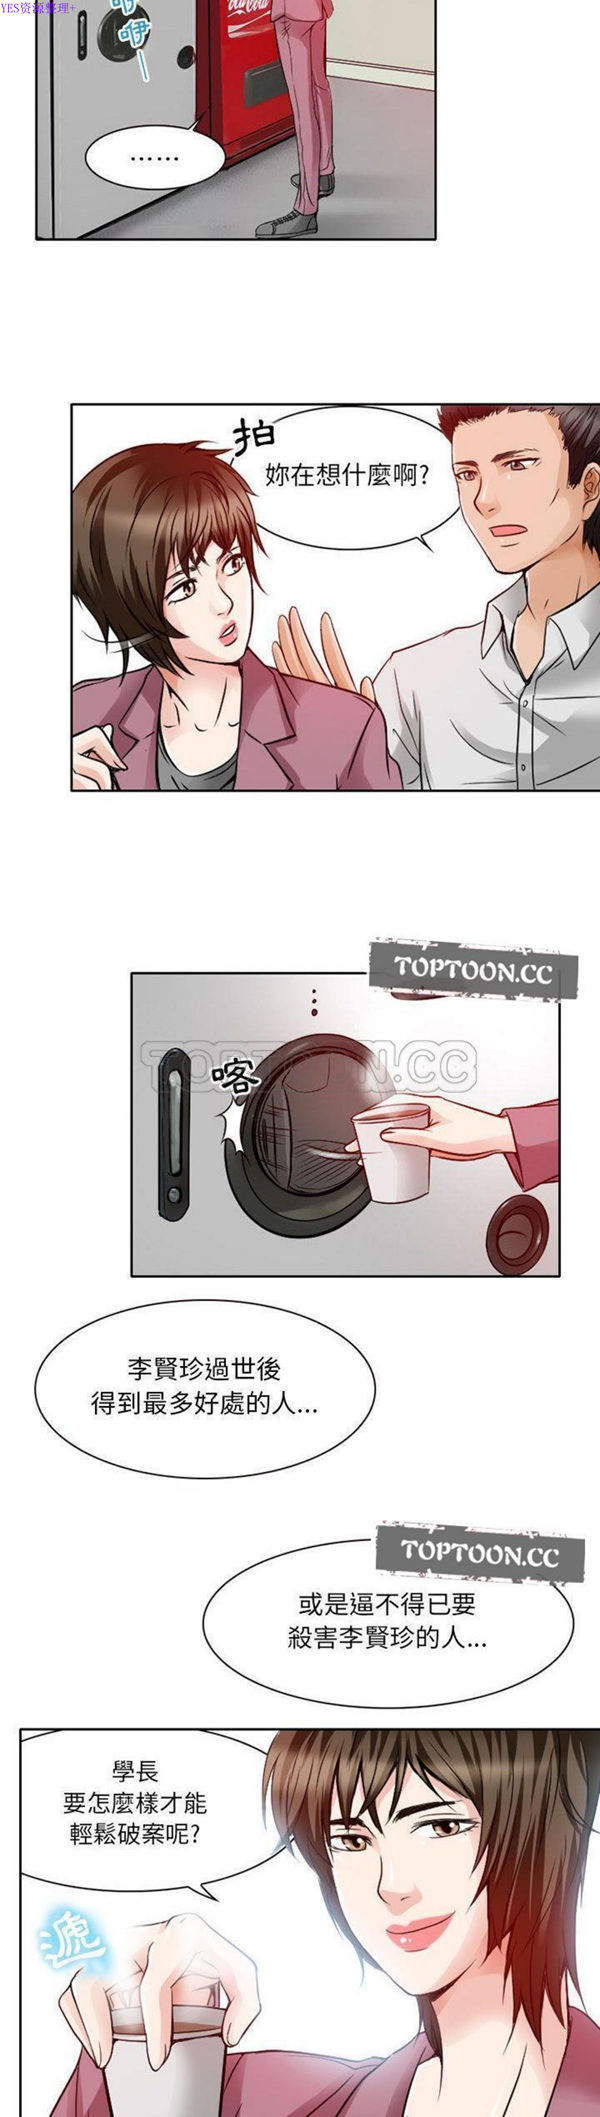 YES资源整理+
咿
Coca-Cola
……
拍
妳在想什麼啊?
TOPTOON.CC
TOPTOON.CC
喀
李賢珍過世後
得到最多好處的人...
TOPTOON.CC
或是逼不得已要
殺害李賢珍的人...
學長
要怎麼樣才能
輕鬆破案呢?
遞